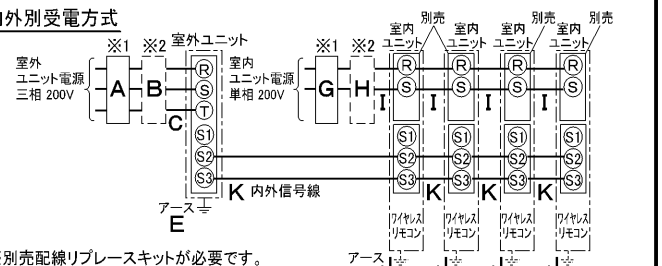 外別受電方式
※1 ※2 室外ユニット
室外
ユニット電源
三相 200V
A B C
R
S
T
S1
S2
S3
アース
E
※1 ※2
室内
ユニット電源
単相 200V
G H I I I I
室内
ユニット
別売
室内
ユニット
室内
ユニット
別売
室内
ユニット
別売
R R R R
S S S S
S1 S1 S1 S1
S2 S2 S2 S2
S3 S3 S3 S3
K 内外信号線 K K K
ワイヤレス
リモコン
ワイヤレス
リモコン
ワイヤレス
リモコン
ワイヤレス
リモコン
別売配線リプレースキットが必要です。
アース